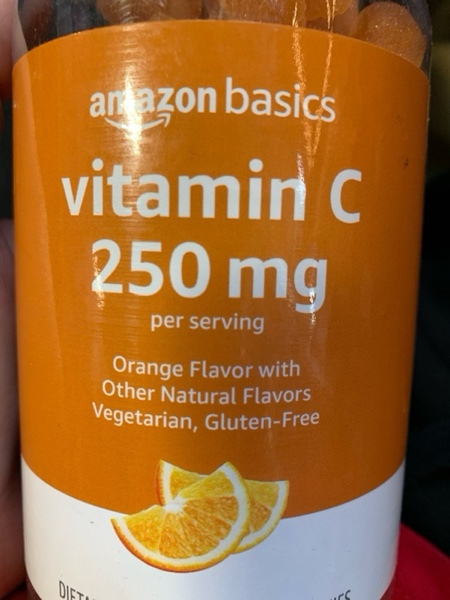 amazon basics
vitamin C
250 mg
per serving
Orange Flavor with
Other Natural Flavors
Vegetarian, Gluten-Free